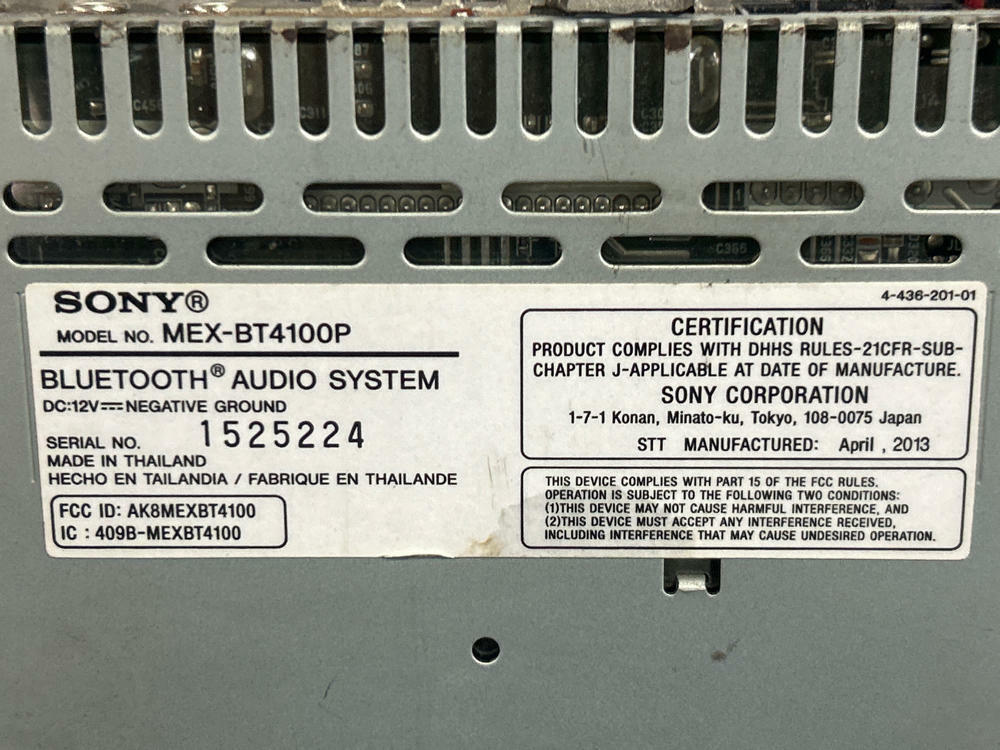 SONY®
MODEL NO. MEX-BT4100P
BLUETOOTH® AUDIO SYSTEM
DC:12V⎓NEGATIVE GROUND
SERIAL NO. 1525224
MADE IN THAILAND
HECHO EN TAILANDIA / FABRIQUE EN THAILANDE
FCC ID: AK8MEXBT4100
IC : 409B-MEXBT4100
4-436-201-01
CERTIFICATION
PRODUCT COMPLIES WITH DHHS RULES-21CFR-SUB-
CHAPTER J-APPLICABLE AT DATE OF MANUFACTURE.
SONY CORPORATION
1-7-1 Konan, Minato-ku, Tokyo, 108-0075 Japan
STT MANUFACTURED: April , 2013
THIS DEVICE COMPLIES WITH PART 15 OF THE FCC RULES.
OPERATION IS SUBJECT TO THE FOLLOWING TWO CONDITIONS:
(1)THIS DEVICE MAY NOT CAUSE HARMFUL INTERFERENCE, AND
(2)THIS DEVICE MUST ACCEPT ANY INTERFERENCE RECEIVED,
INCLUDING INTERFERENCE THAT MAY CAUSE UNDESIRED OPERATION.